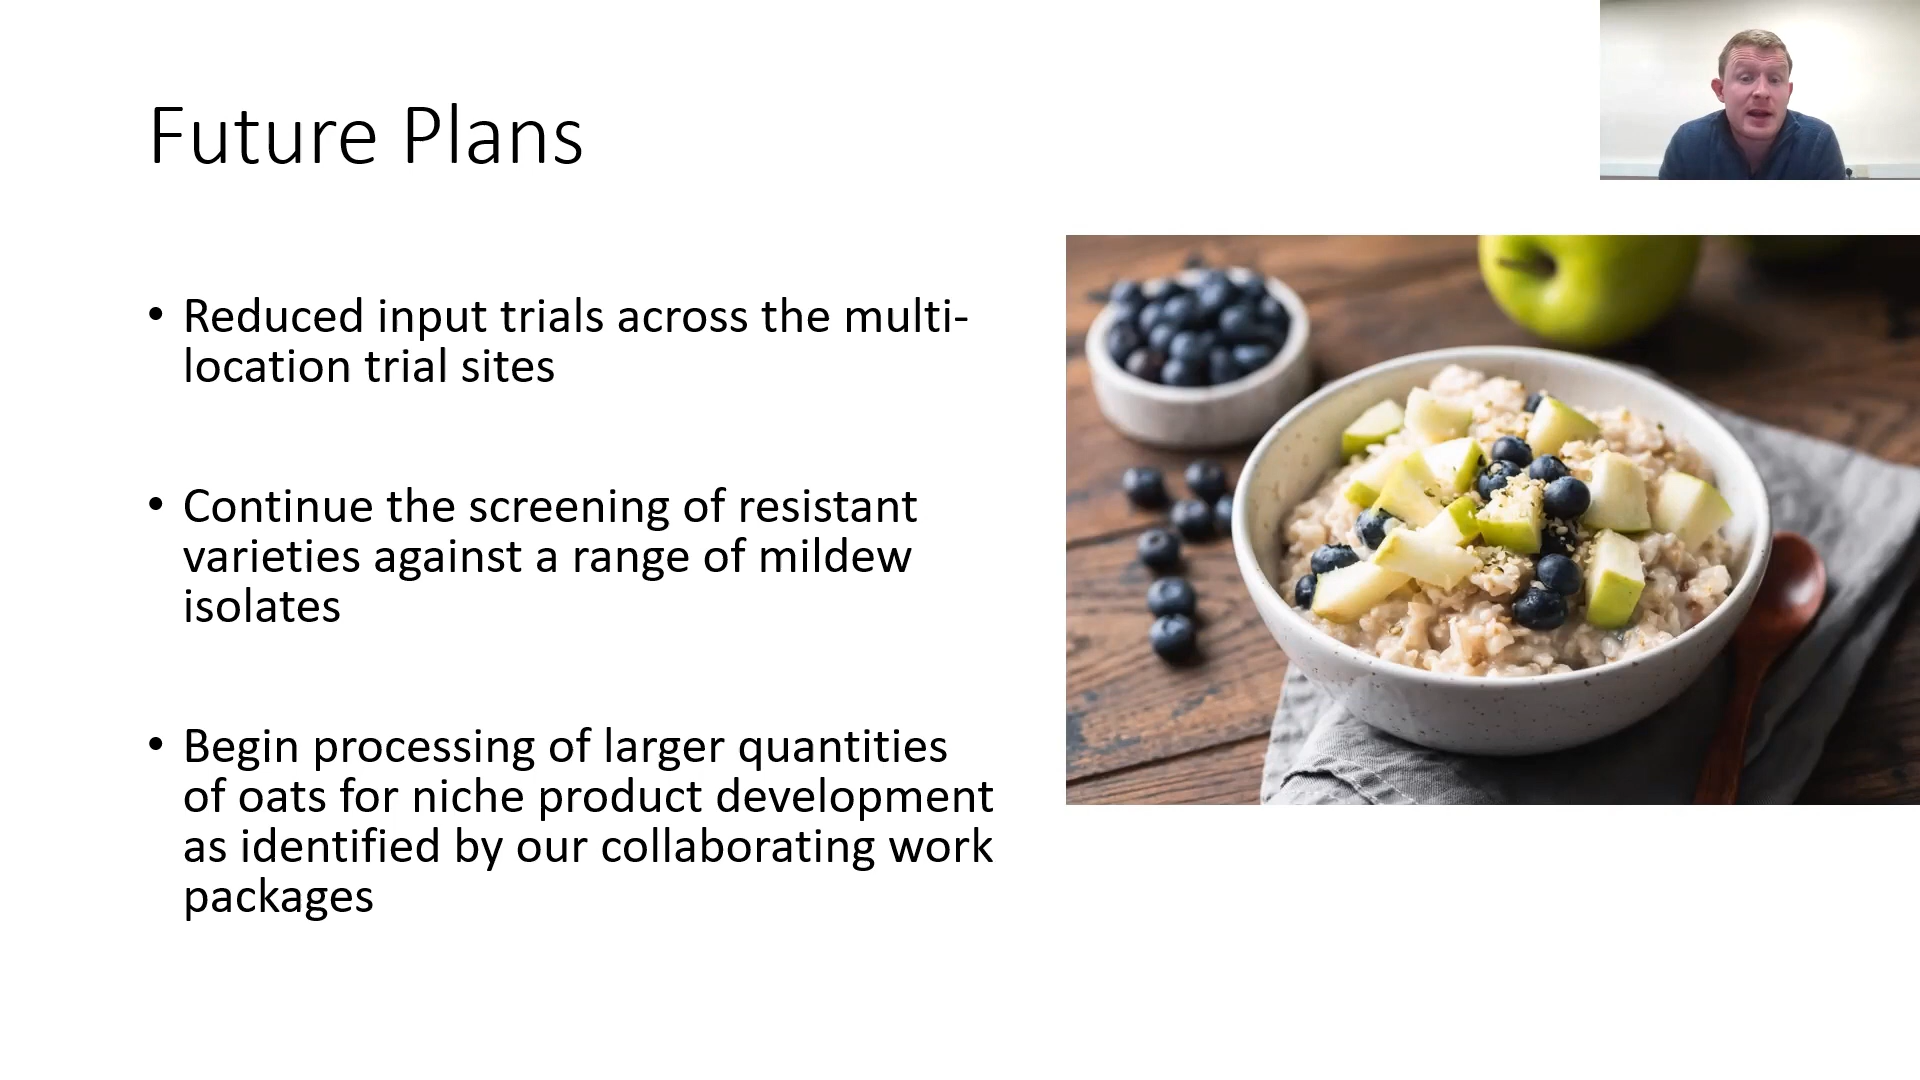 Future Plans
• Reduced input trials across the multi-
location trial sites
• Continue the screening of resistant
varieties against a range of mildew
isolates
• Begin processing of larger quantities
of oats for niche product development
as identified by our collaborating work
packages